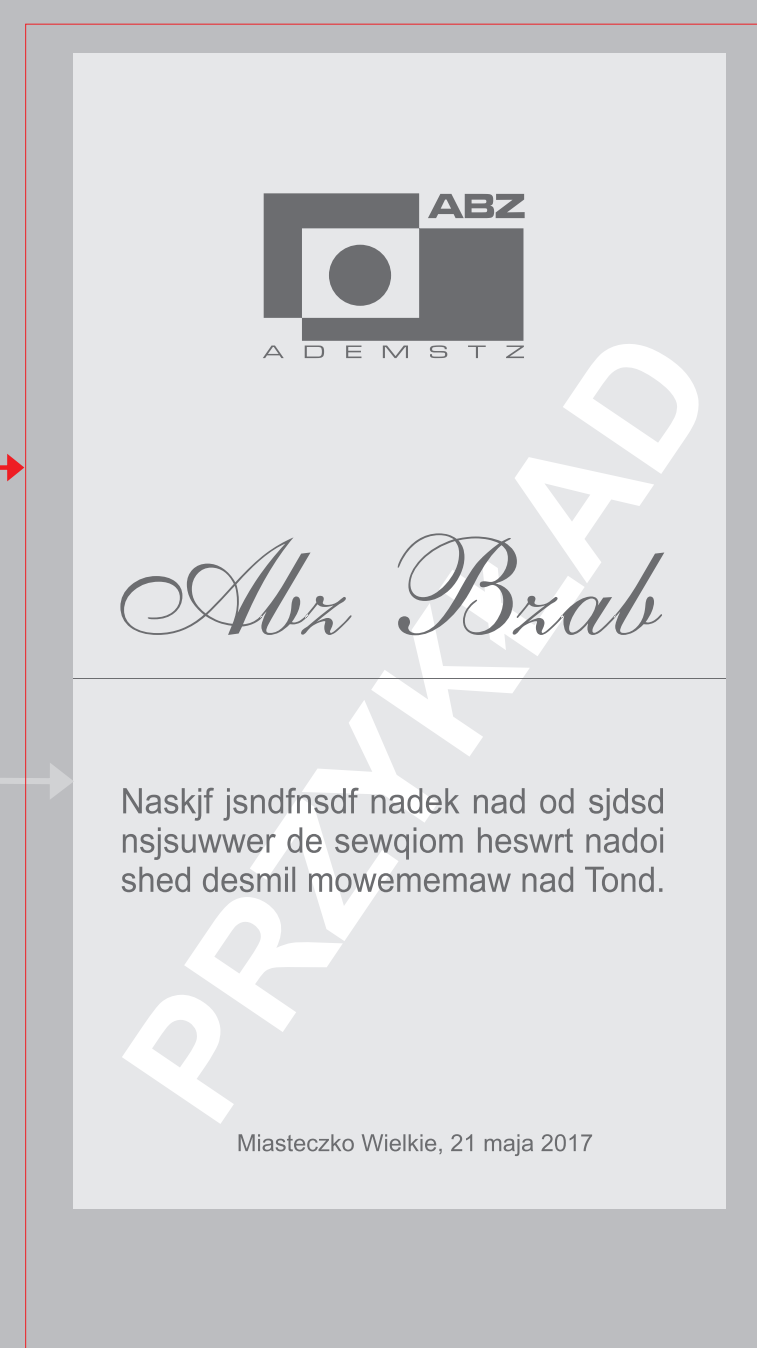 ABZ
ADEMSTZ
Abz Bzab
PRZYKŁAD
Naskjf jsndfnsdf nadek nad od sjdsd
nsjsuwwer de sewqiom heswrt nadoi
shed desmil mowememaw nad Tond.
Miasteczko Wielkie, 21 maja 2017